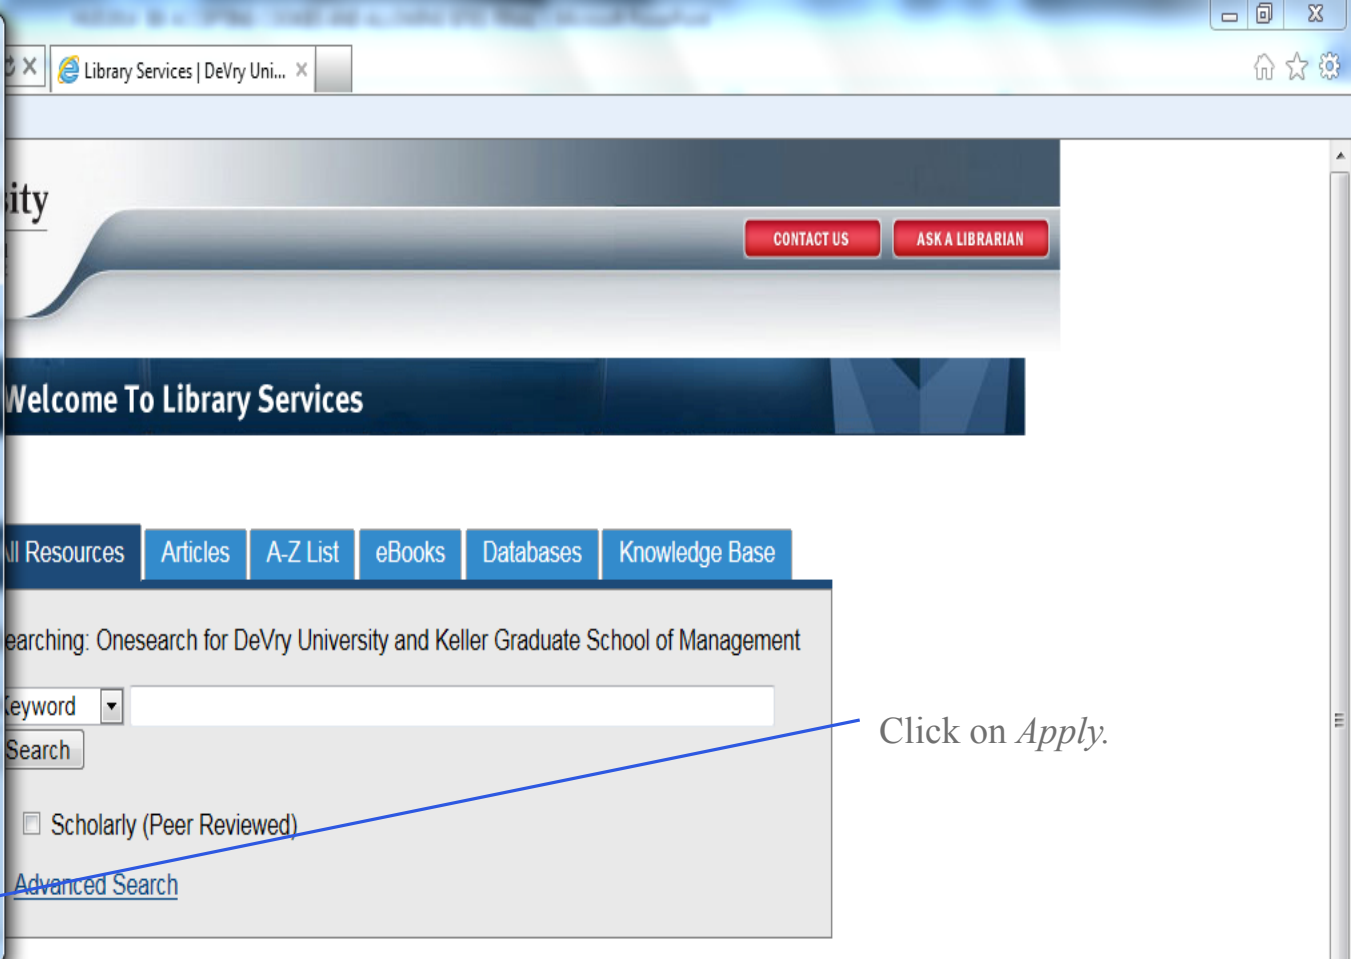 Library Services | DeVry Uni...
ity
CONTACT US
ASK A LIBRARIAN
Welcome To Library Services
ll Resources
Articles
A-Z List
eBooks
Databases
Knowledge Base
earching: Onesearch for DeVry University and Keller Graduate School of Management
eyword
Search
Click on Apply.
Scholarly (Peer Reviewed)
Advanced Search